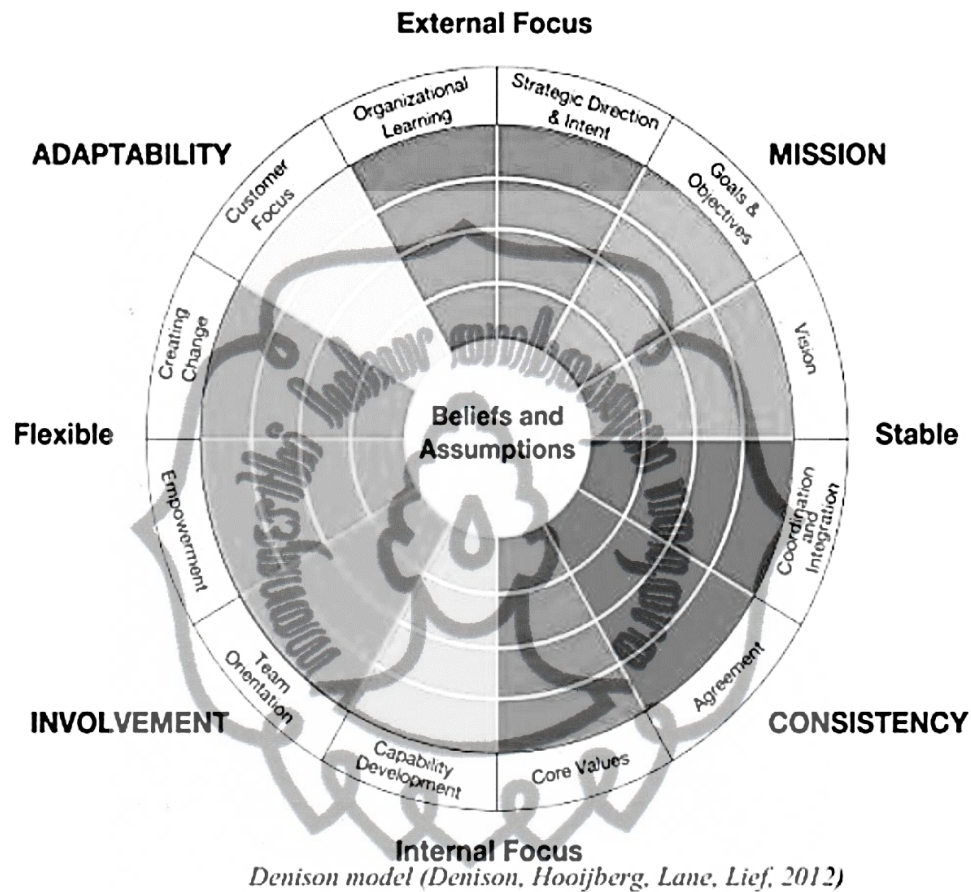 External Focus
ADAPTABILITY
MISSION
Organizational
Learning
Strategic Direction
& Intent
Customer
Focus
Goals &
Objectives
Creating
Change
Vision
Flexible
Beliefs and
Assumptions
Stable
Empowerment
Coordination
and
Integration
Team
Orientation
Agreement
INVOLVEMENT
CONSISTENCY
Capability
Development
Core Values
Internal Focus
Denison model (Denison, Hooijberg, Lane, Lief, 2012)